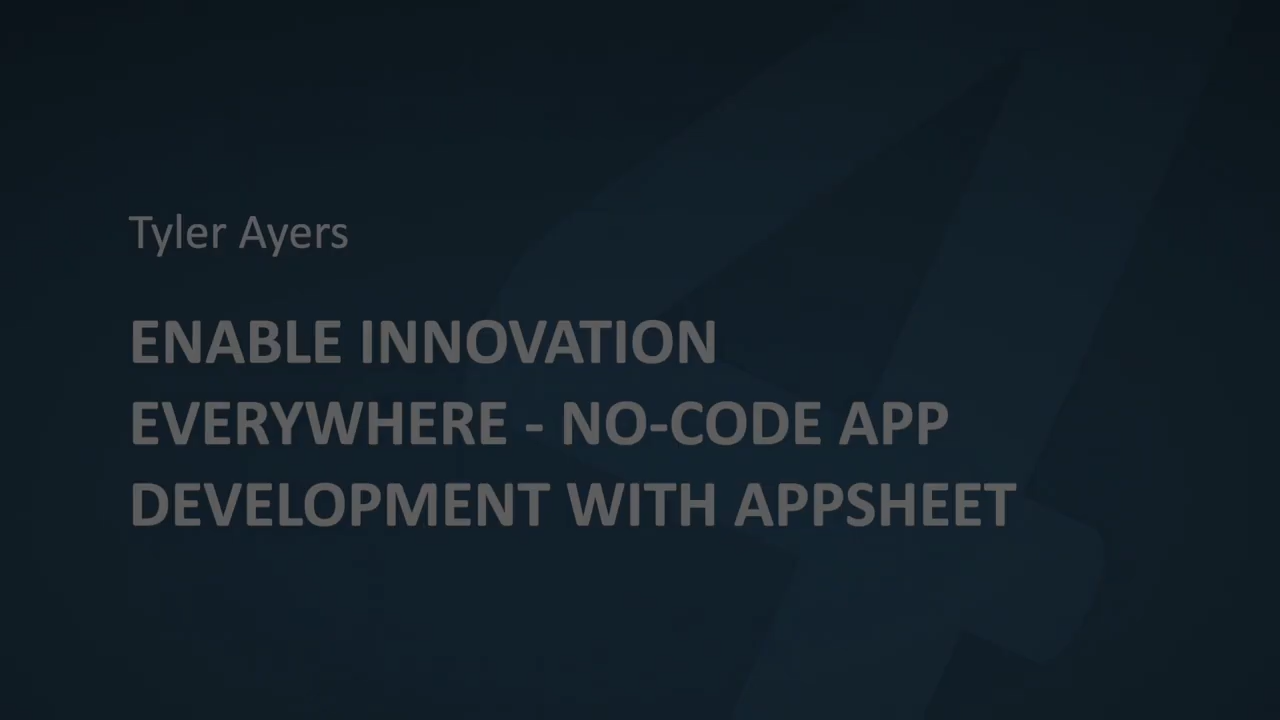 Tyler Ayers
ENABLE INNOVATION
EVERYWHERE - NO-CODE APP
DEVELOPMENT WITH APPSHEET